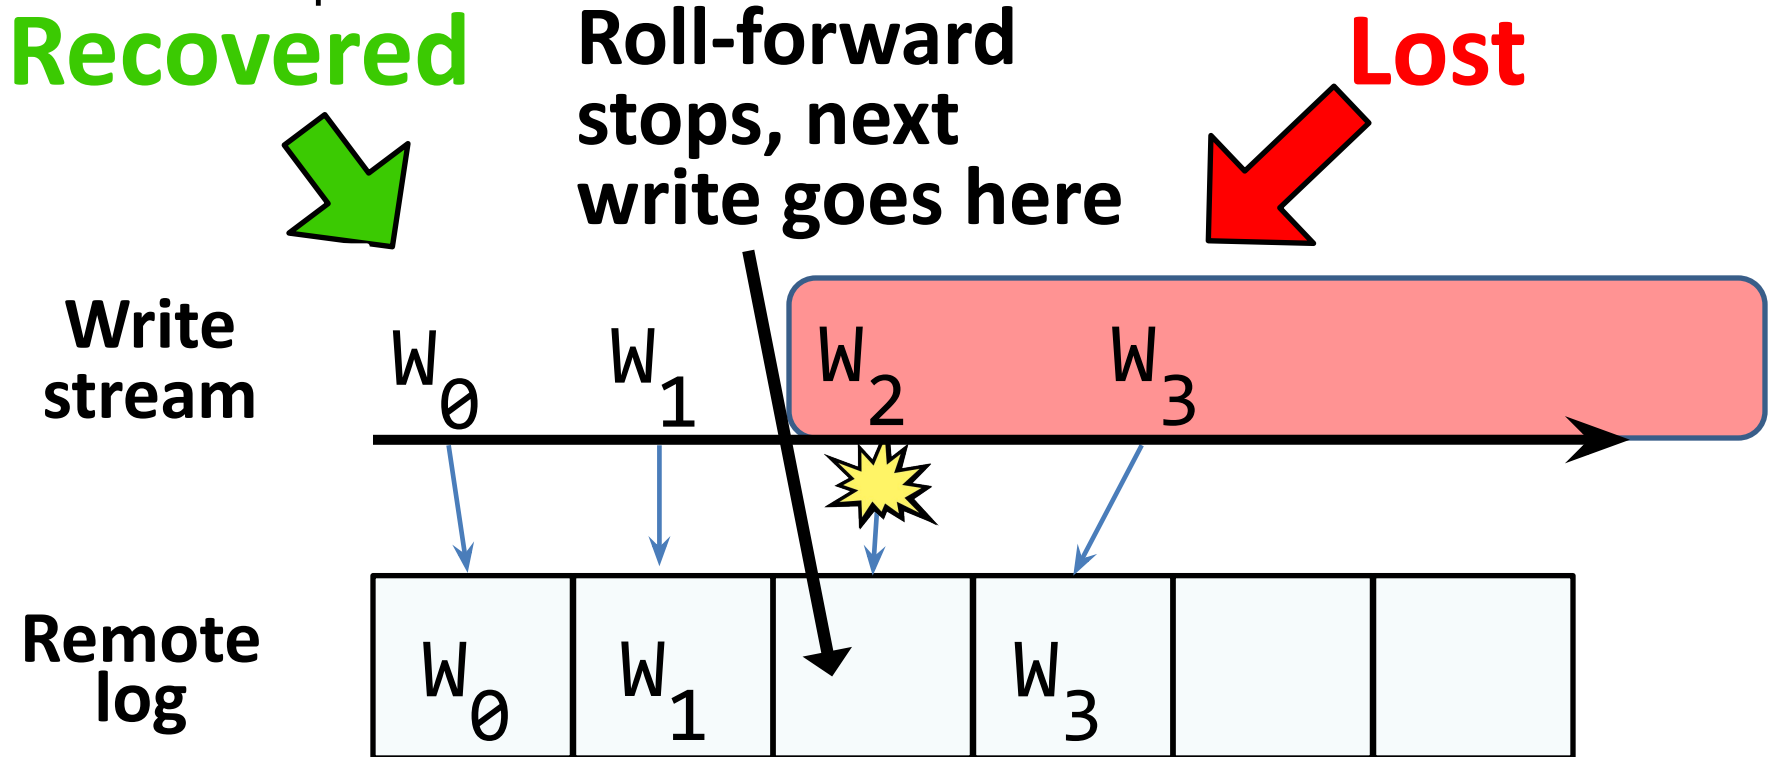 Recovered
Roll-forward
stops, next
write goes here
Lost
Write
stream
W0 W1 W2 W3
Remote
log
W0 W1 W3